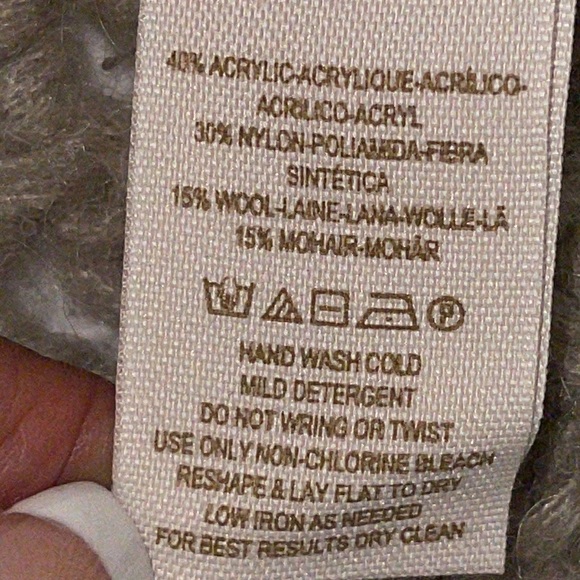 40% ACRYLIC-ACRYLIQUE-ACRÍLICO-
ACRILICO-ACRYL
30% NYLON-POLIAMIDA-FIBRA
SINTÉTICA
15% WOOL-LAINE-LANA-WOLLE-LÃ
15% MOHAIR-MOHÄR
P
HAND WASH COLD
MILD DETERGENT
DO NOT WRING OR TWIST
USE ONLY NON-CHLORINE BLEACH
RESHAPE & LAY FLAT TO DRY
LOW IRON AS NEEDED
FOR BEST RESULTS DRY CLEAN